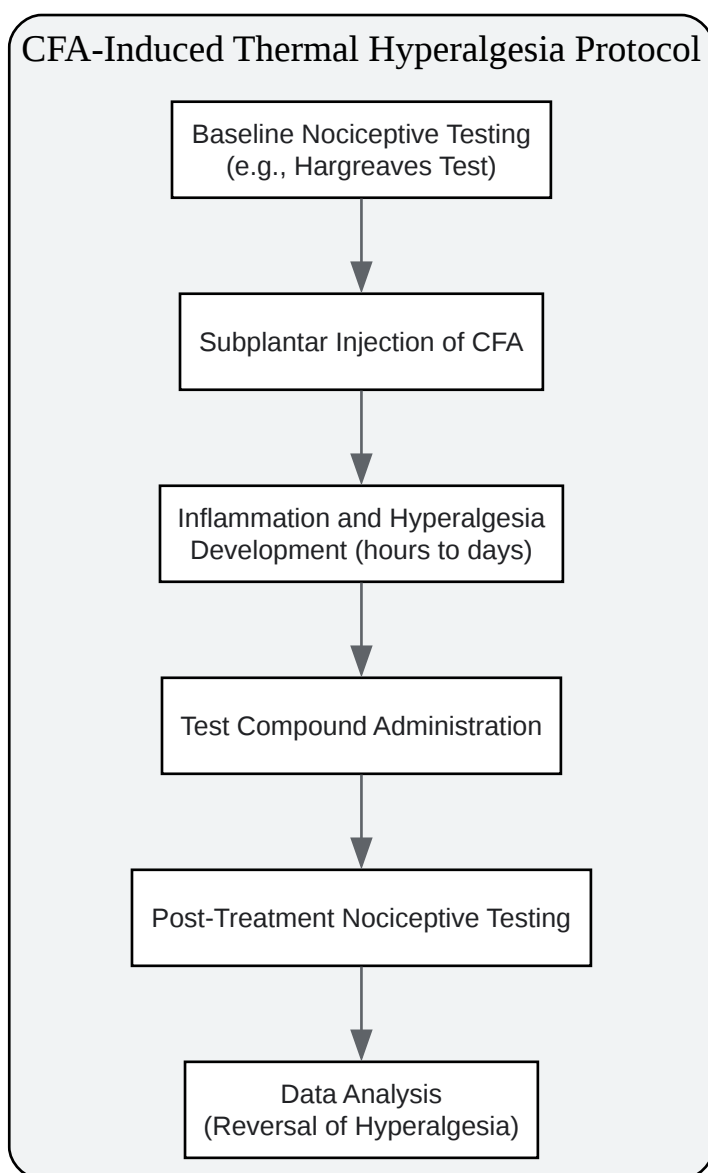 CFA-Induced Thermal Hyperalgesia Protocol
Baseline Nociceptive Testing
(e.g., Hargreaves Test)
Subplantar Injection of CFA
Inflammation and Hyperalgesia
Development (hours to days)
Test Compound Administration
Post-Treatment Nociceptive Testing
Data Analysis
(Reversal of Hyperalgesia)